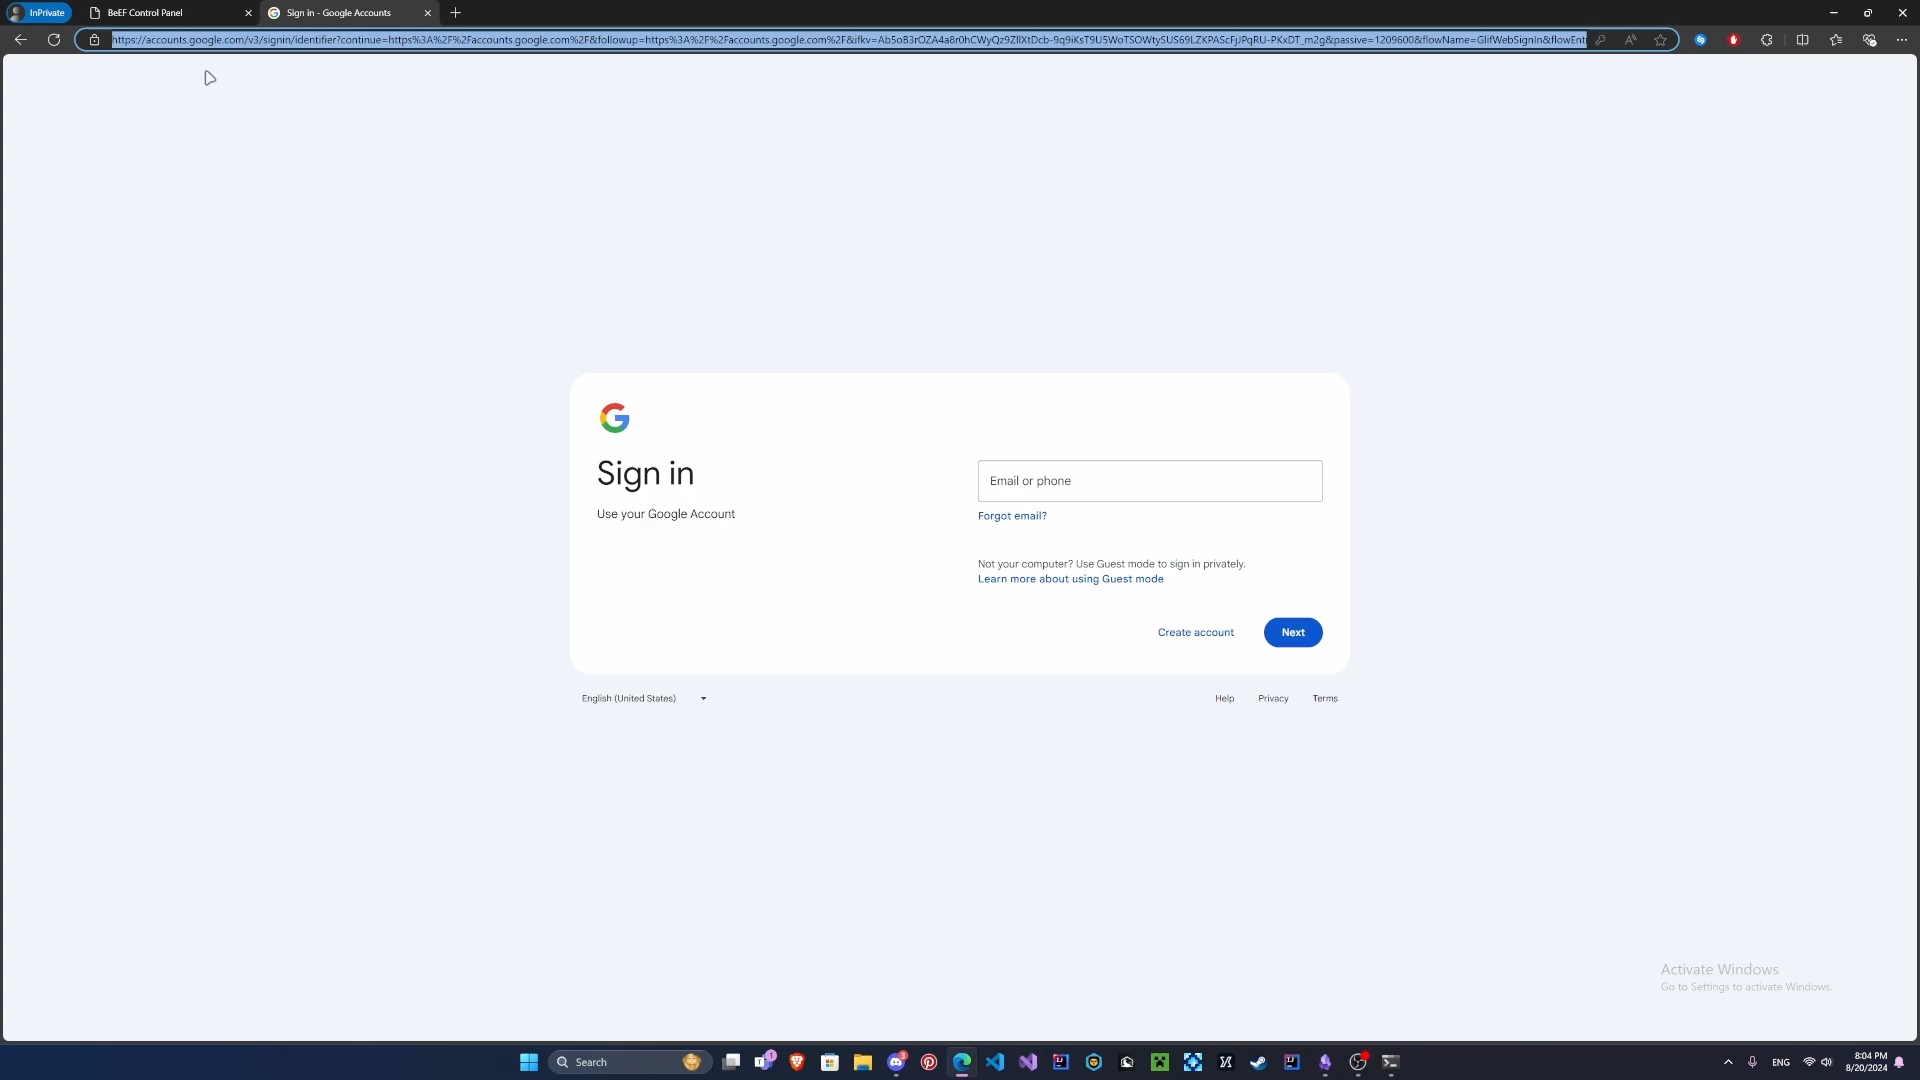 InPrivate
BeEF Control Panel
Sign in - Google Accounts
https://accounts.google.com/v3/signin/identifier?continue=https%3A%2F%2Faccounts.google.com%2F&followup=https%3A%2F%2Faccounts.google.com%2F&ifkv=Ab5oB3rOZA4a8r0hCWyQz9ZllXtDcb-9q9iKsT9U5WoTSOWtySUS69LZKPAScFjJPqRU-PKxDT_m2g&passive=1209600&flowName=GlifWebSignIn&flowEnt
G
Sign in
Use your Google Account
Email or phone
Forgot email?
Not your computer? Use Guest mode to sign in privately.
Learn more about using Guest mode
Create account
Next
English (United States)
Help
Privacy
Terms
Activate Windows
Go to Settings to activate Windows.
Search
ENG
8:04 PM
8/20/2024